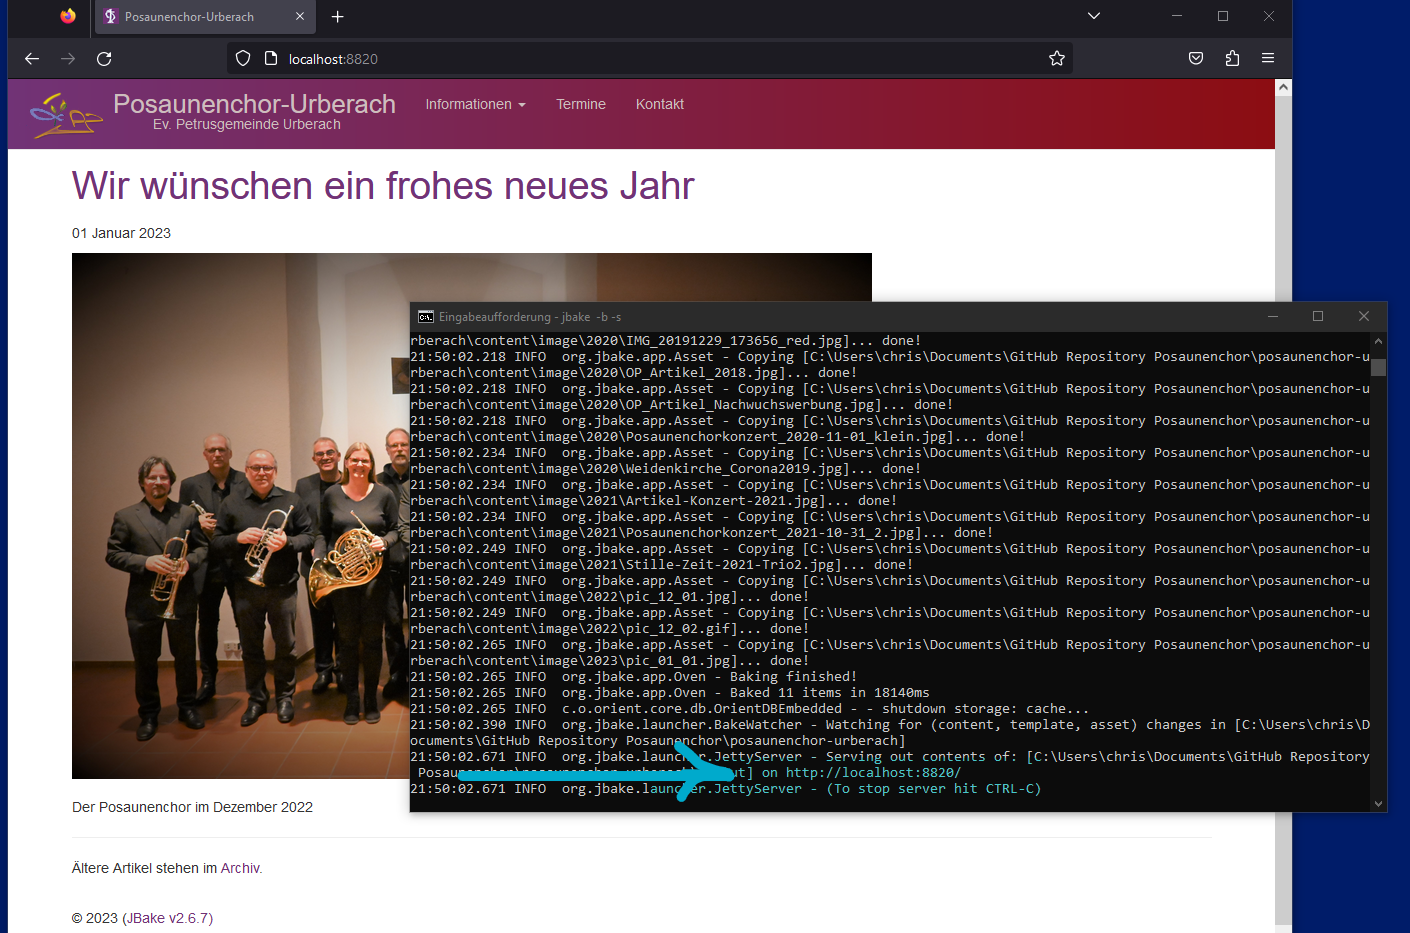 Posaunenchor-Urberach
localhost:8820
Posaunenchor-Urberach
Ev. Petrusgemeinde Urberach
Informationen
Termine
Kontakt
Wir wünschen ein frohes neues Jahr
01 Januar 2023
Eingabeaufforderung - jbake -b -s
rberach\content\image\2020\IMG_20191229_173656_red.jpg]... done!
21:50:02.218 INFO  org.jbake.app.Asset - Copying [C:\Users\chris\Documents\GitHub Repository Posaunenchor\posaunenchor-u
rberach\content\image\2020\OP_Artikel_2018.jpg]... done!
21:50:02.218 INFO  org.jbake.app.Asset - Copying [C:\Users\chris\Documents\GitHub Repository Posaunenchor\posaunenchor-u
rberach\content\image\2020\OP_Artikel_Nachwuchswerbung.jpg]... done!
21:50:02.218 INFO  org.jbake.app.Asset - Copying [C:\Users\chris\Documents\GitHub Repository Posaunenchor\posaunenchor-u
rberach\content\image\2020\Posaunenchorkonzert_2020-11-01_klein.jpg]... done!
21:50:02.234 INFO  org.jbake.app.Asset - Copying [C:\Users\chris\Documents\GitHub Repository Posaunenchor\posaunenchor-u
rberach\content\image\2020\Weidenkirche_Corona2019.jpg]... done!
21:50:02.234 INFO  org.jbake.app.Asset - Copying [C:\Users\chris\Documents\GitHub Repository Posaunenchor\posaunenchor-u
rberach\content\image\2021\Artikel-Konzert-2021.jpg]... done!
21:50:02.234 INFO  org.jbake.app.Asset - Copying [C:\Users\chris\Documents\GitHub Repository Posaunenchor\posaunenchor-u
rberach\content\image\2021\Posaunenchorkonzert_2021-10-31_2.jpg]... done!
21:50:02.249 INFO  org.jbake.app.Asset - Copying [C:\Users\chris\Documents\GitHub Repository Posaunenchor\posaunenchor-u
rberach\content\image\2021\Stille-Zeit-2021-Trio2.jpg]... done!
21:50:02.249 INFO  org.jbake.app.Asset - Copying [C:\Users\chris\Documents\GitHub Repository Posaunenchor\posaunenchor-u
rberach\content\image\2022\pic_12_01.jpg]... done!
21:50:02.249 INFO  org.jbake.app.Asset - Copying [C:\Users\chris\Documents\GitHub Repository Posaunenchor\posaunenchor-u
rberach\content\image\2022\pic_12_02.gif]... done!
21:50:02.265 INFO  org.jbake.app.Asset - Copying [C:\Users\chris\Documents\GitHub Repository Posaunenchor\posaunenchor-u
rberach\content\image\2023\pic_01_01.jpg]... done!
21:50:02.265 INFO  org.jbake.app.Oven - Baking finished!
21:50:02.265 INFO  org.jbake.app.Oven - Baked 11 items in 18140ms
21:50:02.265 INFO  c.o.orient.core.db.OrientDBEmbedded - - shutdown storage: cache...
21:50:02.390 INFO  org.jbake.launcher.BakeWatcher - Watching for (content, template, asset) changes in [C:\Users\chris\D
ocuments\GitHub Repository Posaunenchor\posaunenchor-urberach]
21:50:02.671 INFO  org.jbake.launcher.JettyServer - Serving out contents of: [C:\Users\chris\Documents\GitHub Repository
on http://localhost:8820/
21:50:02.671 INFO  org.jbake.launcher.JettyServer - (To stop server hit CTRL-C)
Der Posaunenchor im Dezember 2022
Ältere Artikel stehen im Archiv.
© 2023 (JBake v2.6.7)